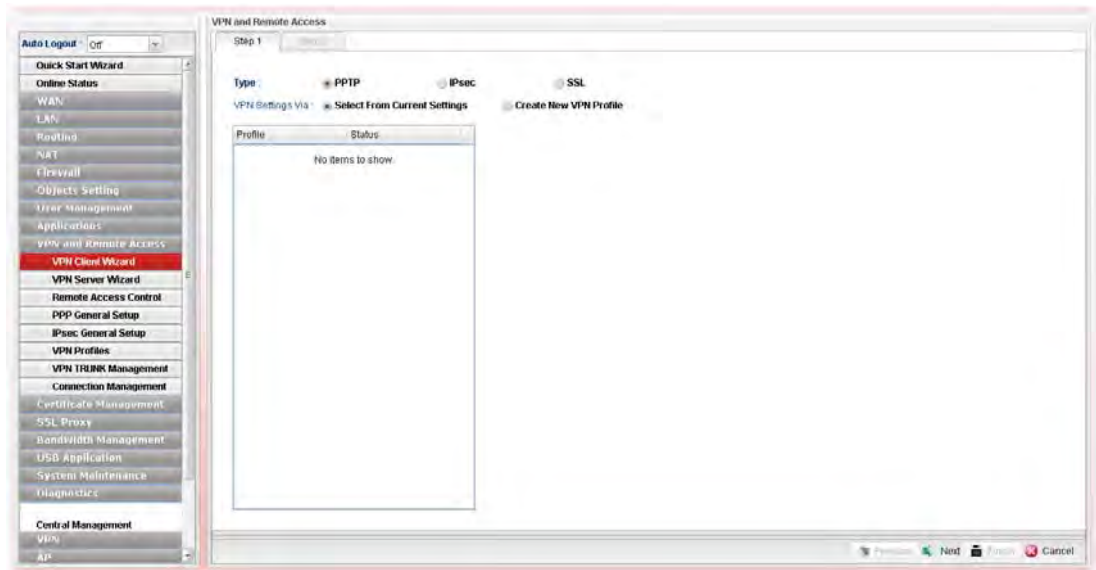 VPN and Remote Access
Auto Logout : Off
Quick Start Wizard
Online Status
WAN
LAN
Routing
NAT
Firewall
Objects Setting
User Management
Applications
VPN and Remote Access
VPN Client Wizard
VPN Server Wizard
Remote Access Control
PPP General Setup
IPsec General Setup
VPN Profiles
VPN TRUNK Management
Connection Management
Certificate Management
SSL Proxy
Bandwidth Management
USB Application
System Maintenance
Diagnostics
Central Management
VPN
AP
Step 1
Type : PPTP IPsec SSL
VPN Settings Via : Select From Current Settings Create New VPN Profile
Profile Status
No items to show.
Previous Next Finish Cancel